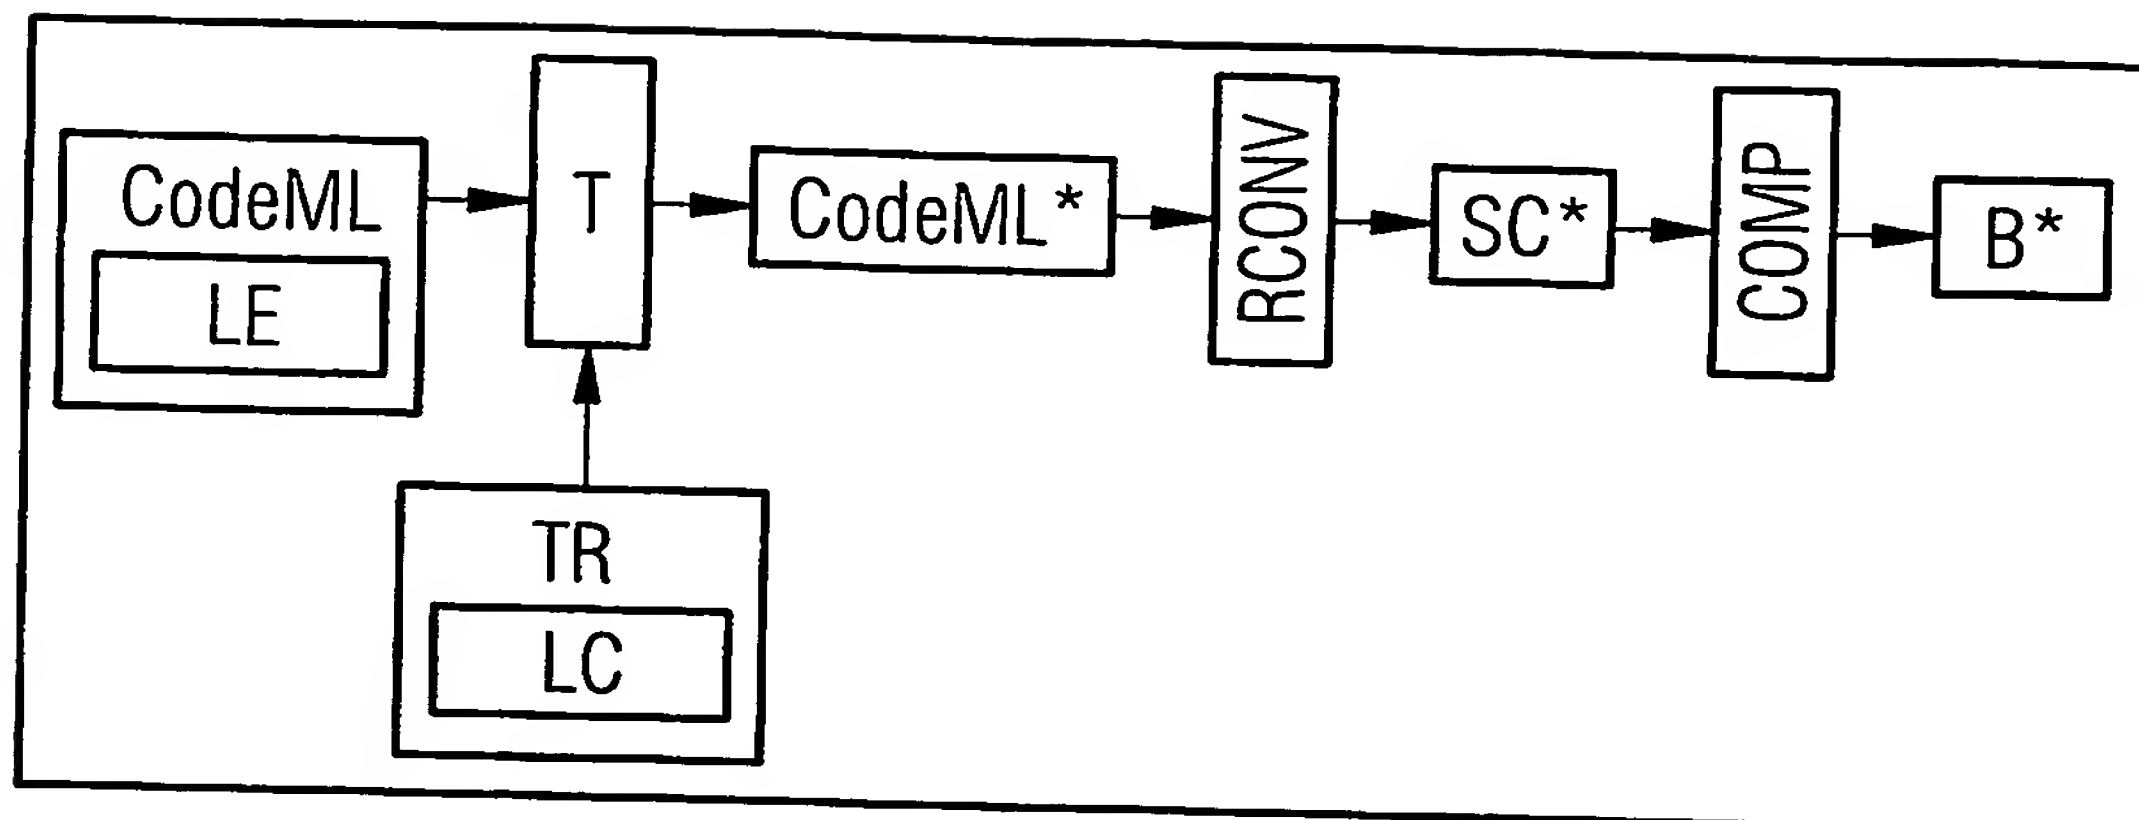 CodeML
LE
T
CodeML*
RCONV
SC*
COMP
B*
TR
LC